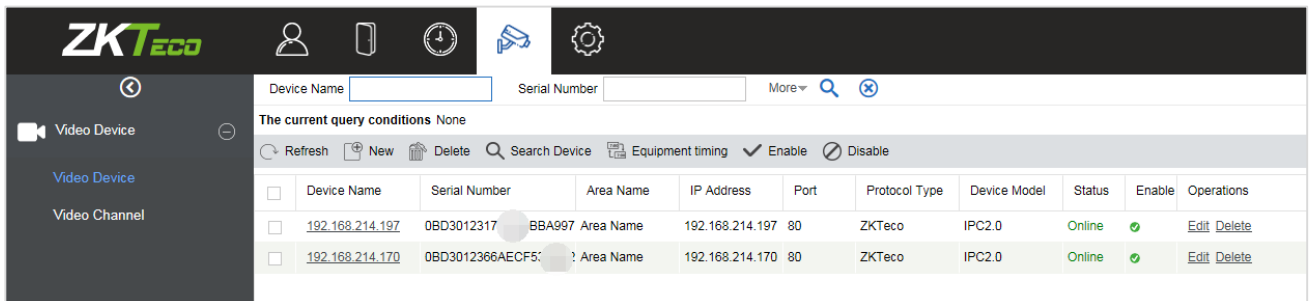 ZKTECO
Device Name Serial Number More
Video Device
The current query conditions None
Refresh New Delete Search Device Equipment timing Enable Disable
Video Device
Video Channel
Device Name Serial Number Area Name IP Address Port Protocol Type Device Model Status Enable Operations
192.168.214.197 0BD3012317 BBA997 Area Name 192.168.214.197 80 ZKTeco IPC2.0 Online Edit Delete
192.168.214.170 0BD3012366AECF5 Area Name 192.168.214.170 80 ZKTeco IPC2.0 Online Edit Delete